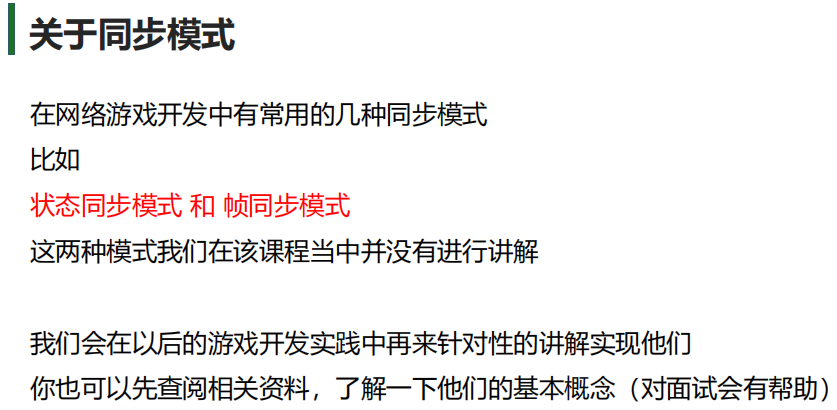 关于同步模式
在网络游戏开发中有常用的几种同步模式
比如
状态同步模式 和 帧同步模式
这两种模式我们在该课程当中并没有进行讲解
我们会在以后的游戏开发实践中再来针对性的讲解实现他们
你也可以先查阅相关资料，了解一下他们的基本概念（对面试会有帮助）